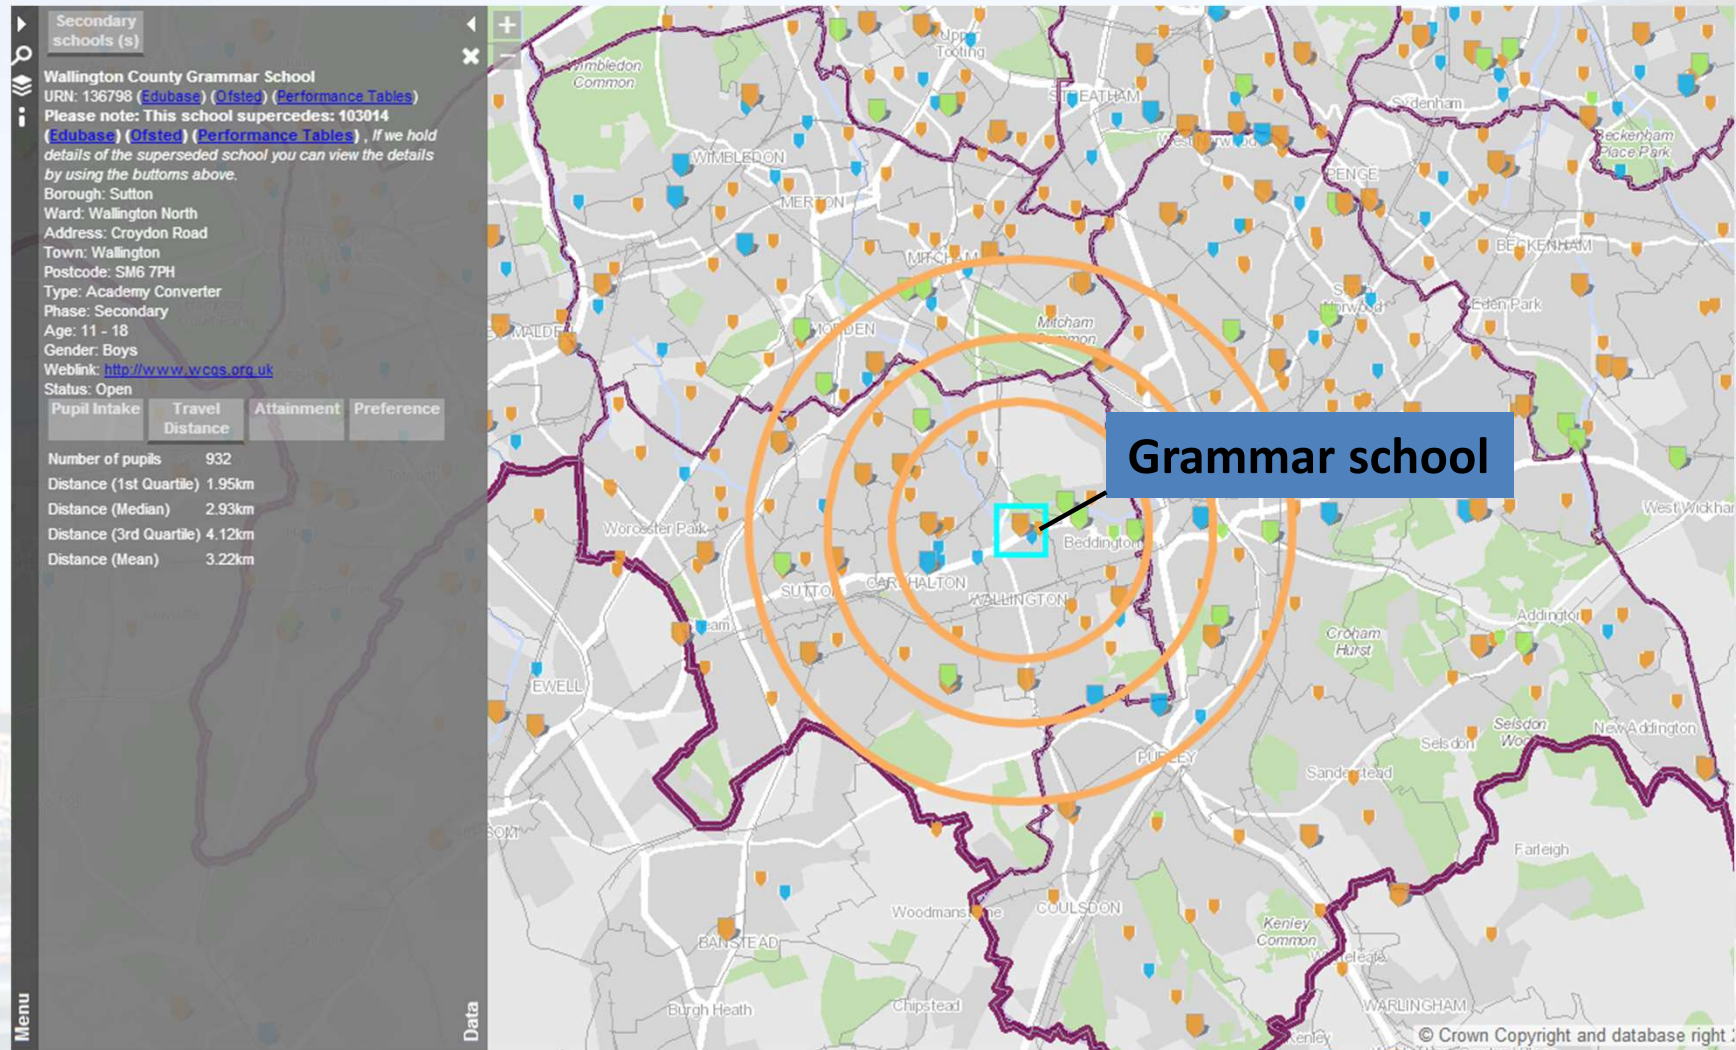 Secondary
schools (s)
Wallington County Grammar School
URN: 136798 (Edubase) (Ofsted) (Performance Tables)
Please note: This school supercedes: 103014
(Edubase) (Ofsted) (Performance Tables) , If we hold
details of the superseded school you can view the details
by using the buttoms above.
Borough: Sutton
Ward: Wallington North
Address: Croydon Road
Town: Wallington
Postcode: SM6 7PH
Type: Academy Converter
Phase: Secondary
Age: 11 - 18
Gender: Boys
Weblink: http://www.wcgs.org.uk
Status: Open
Pupil Intake Travel Distance Attainment Preference
Number of pupils 932
Distance (1st Quartile) 1.95km
Distance (Median) 2.93km
Distance (3rd Quartile) 4.12km
Distance (Mean) 3.22km
Menu
Data
+
−
Upper
Tooting
Wimbledon
Common
STREATHAM
Sydenham
Beckenham
Place Park
West Norwood
WIMBLEDON
PENGE
MERTON
BECKENHAM
MITCHAM
Eden Park
Mitcham
Common
MORDEN
Grammar school
West Wickham
Worcester Park
Beddington
SUTTON
CARSHALTON
WALLINGTON
Addington
Croham
Hurst
EWELL
Selsdon
Wood
New Addington
Selsdon
PURLEY
Sanderstead
Farleigh
Woodmansterne
COULSDON
BANSTEAD
Kenley
Common
Whyteleafe
Burgh Heath
Chipstead
WARLINGHAM
Kenley
© Crown Copyright and database right